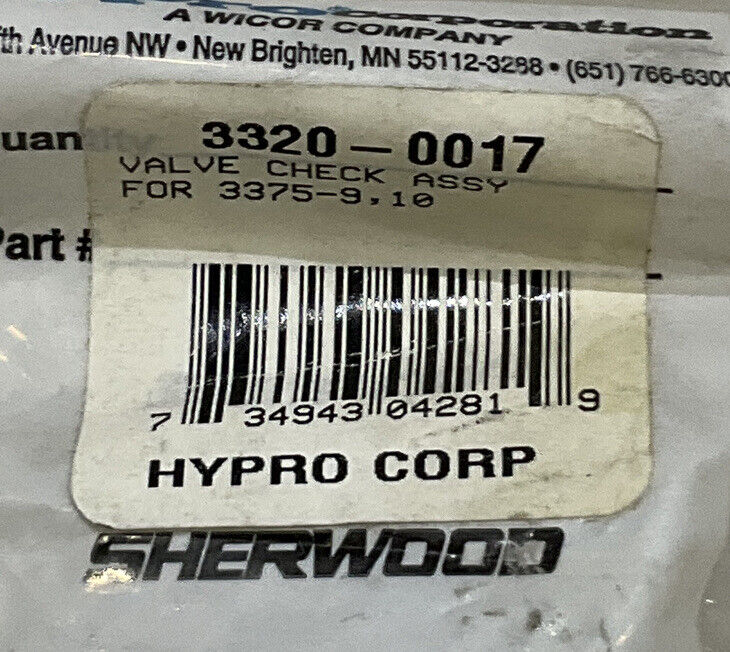 Corporation
A WICOR COMPANY
Avenue NW • New Brighten, MN 55112-3288 • (651) 766-6300
3320-0017
VALVE CHECK ASSY
FOR 3375-9,10
Part #
7 34943 04281 9
HYPRO CORP
SHERWOOD